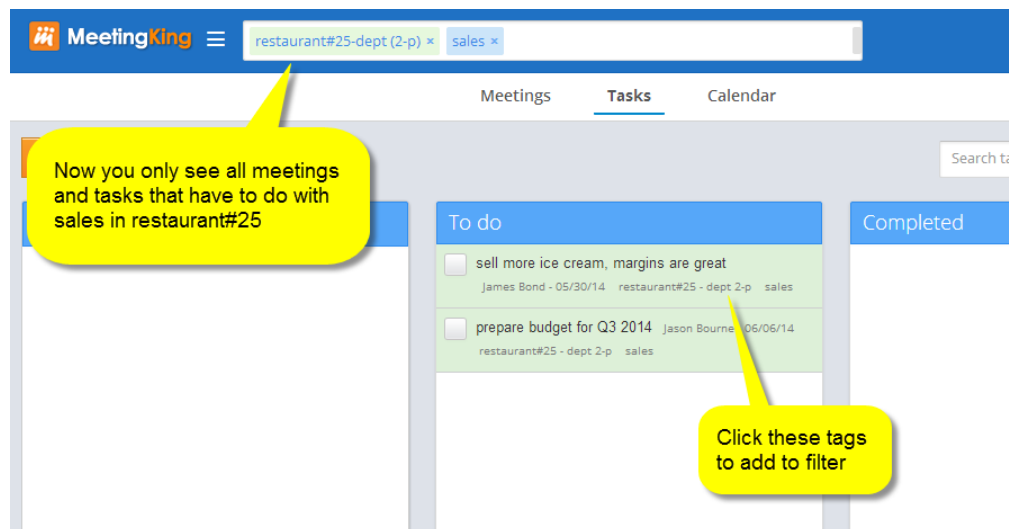 MeetingKing
restaurant#25-dept (2-p) × sales ×
Meetings Tasks Calendar
Now you only see all meetings
and tasks that have to do with
sales in restaurant#25
Search ta
To do
sell more ice cream, margins are great
James Bond - 05/30/14 restaurant#25 - dept 2-p sales
prepare budget for Q3 2014 Jason Bourne 06/06/14
restaurant#25 - dept 2-p sales
Completed
Click these tags
to add to filter